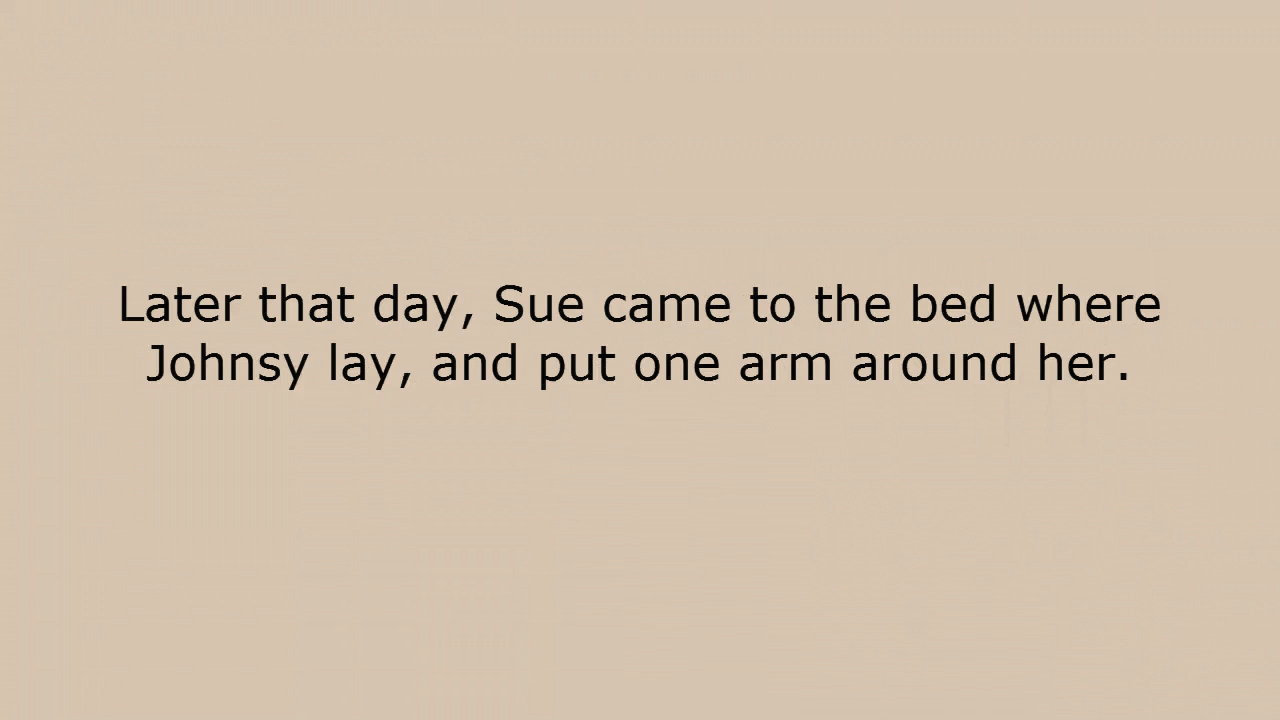 Later that day, Sue came to the bed where
Johnsy lay, and put one arm around her.